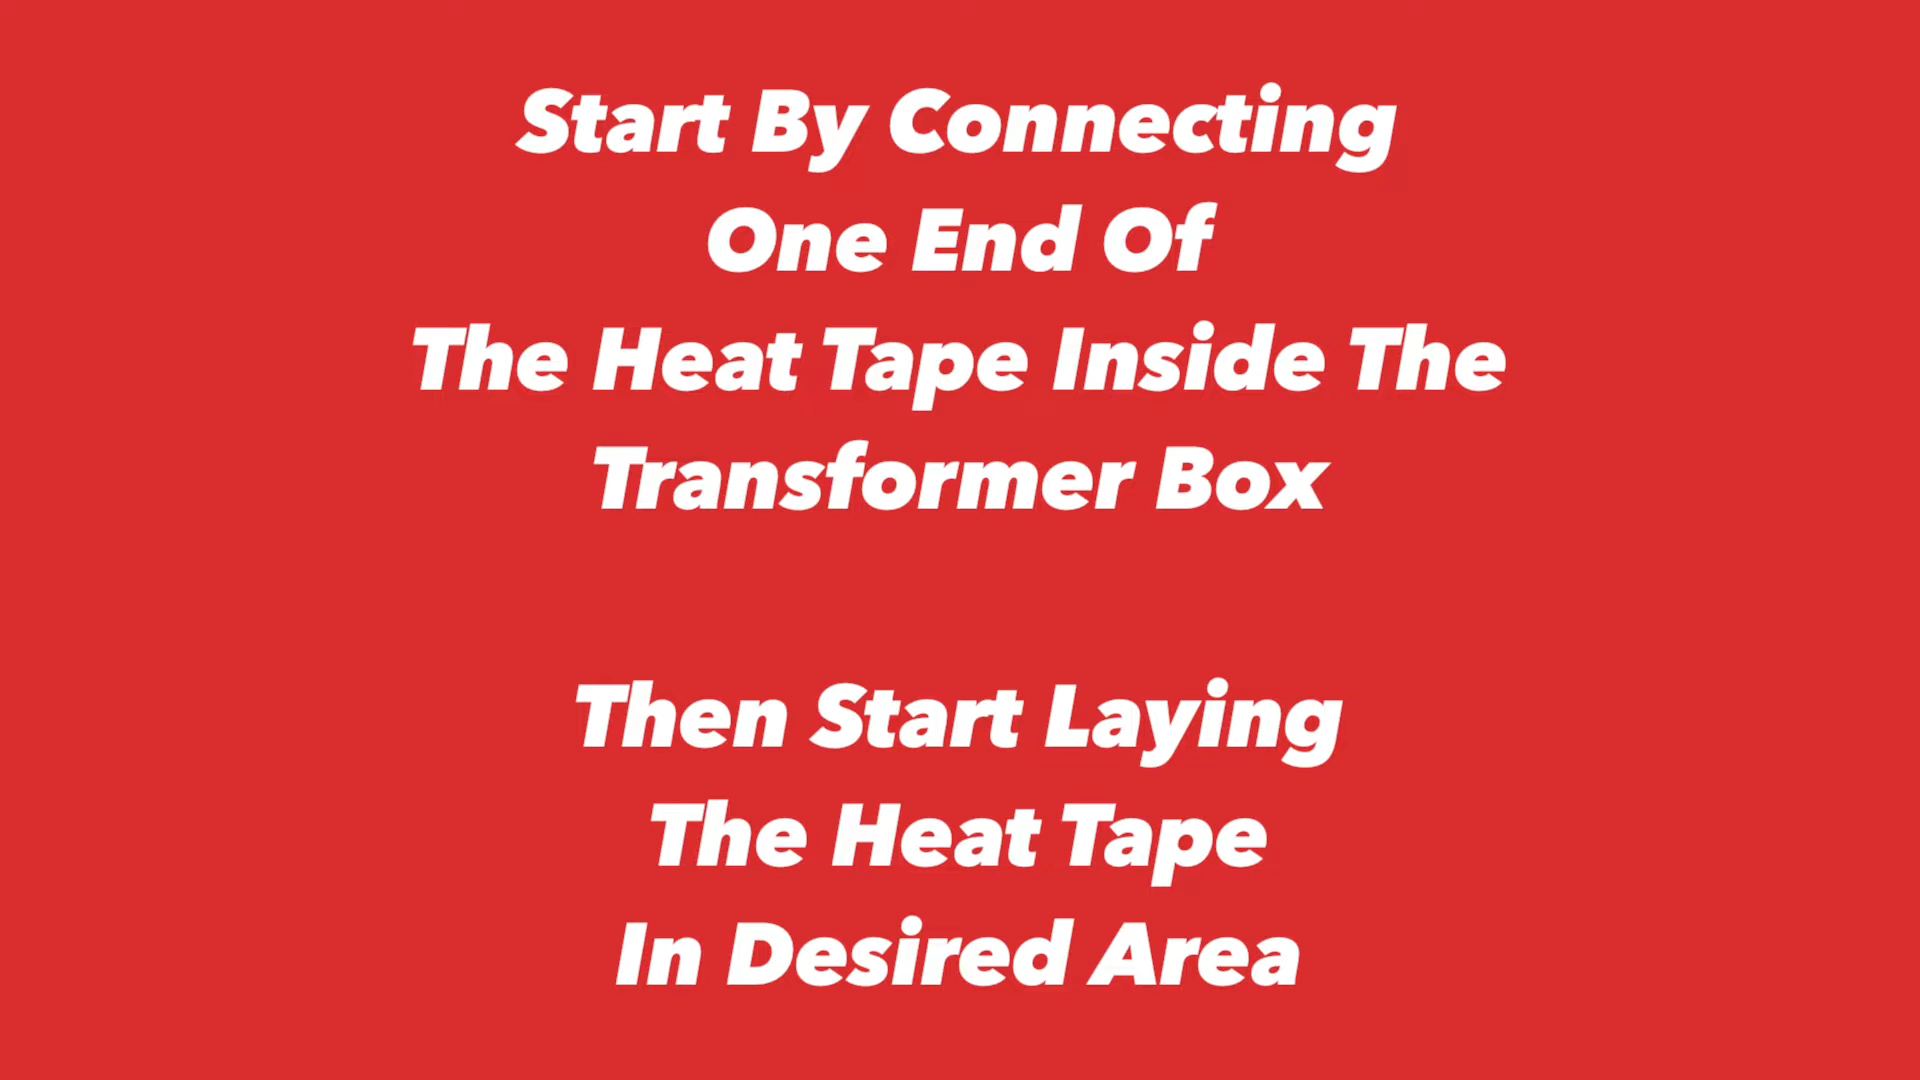 Start By Connecting
One End Of
The Heat Tape Inside The
Transformer Box
Then Start Laying
The Heat Tape
In Desired Area